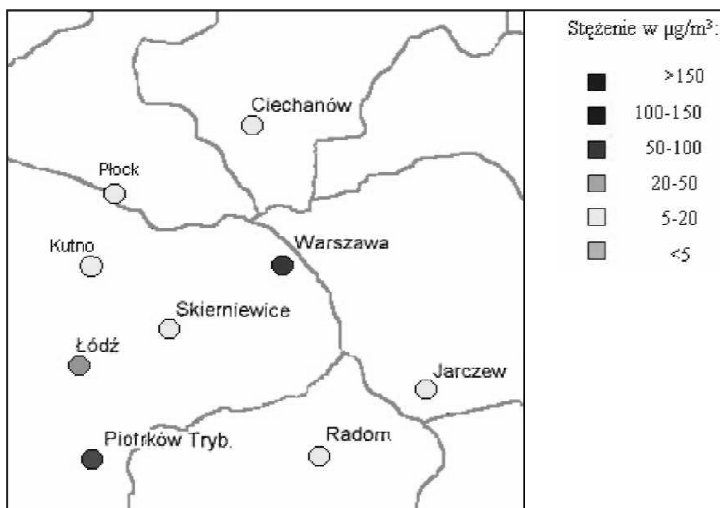 Stężenie w µg/m³:
>150
100-150
50-100
20-50
5-20
<5
Ciechanów
Płock
Warszawa
Kutno
Skierniewice
Łódź
Jarczew
Piotrków Tryb.
Radom